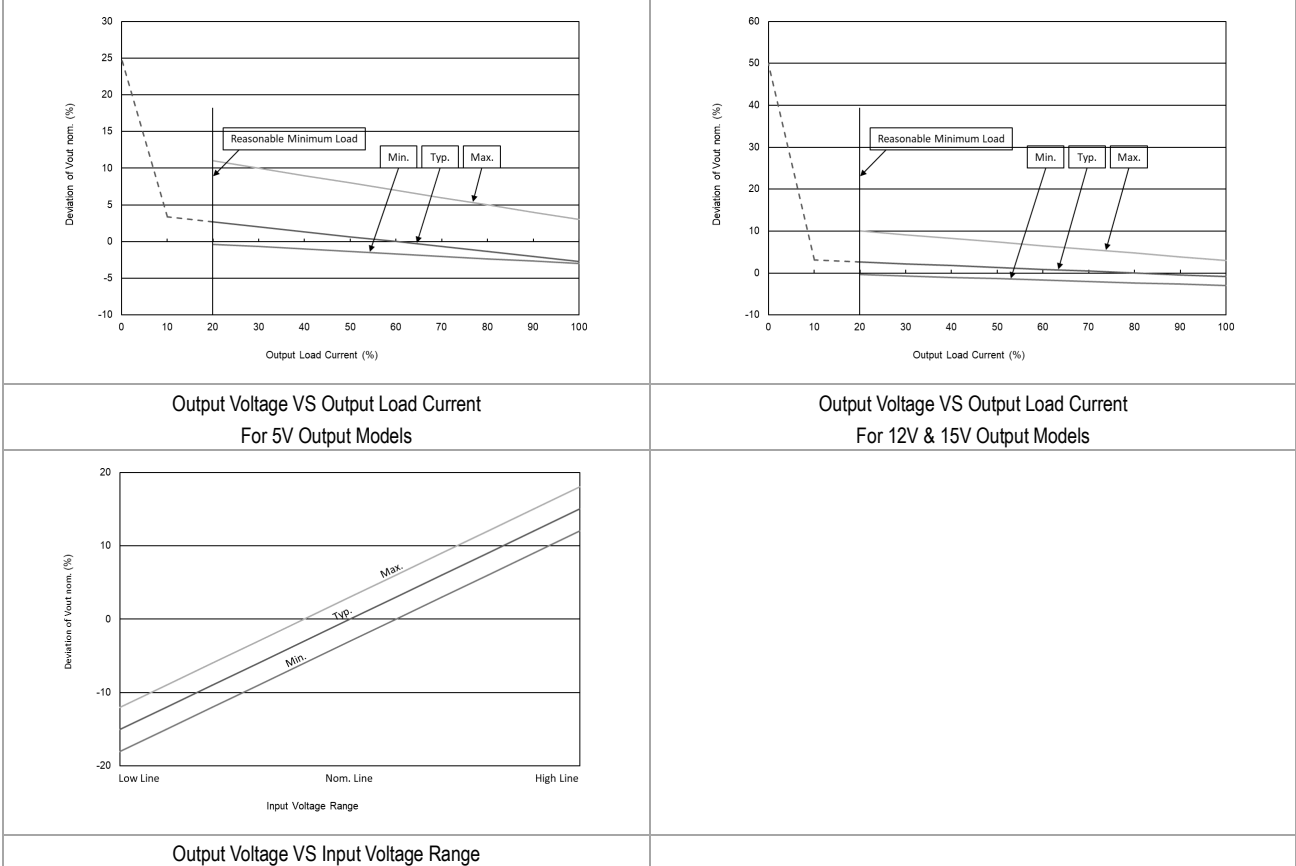 30
25
20
15
10
5
0
-5
-10
0 10 20 30 40 50 60 70 80 90 100
Deviation of Vout nom. (%)
Reasonable Minimum Load
Min. Typ. Max.
Output Load Current (%)
60
50
40
30
20
10
0
-10
0 10 20 30 40 50 60 70 80 90 100
Deviation of Vout nom. (%)
Reasonable Minimum Load
Min. Typ. Max.
Output Load Current (%)
Output Voltage VS Output Load Current
For 5V Output Models
Output Voltage VS Output Load Current
For 12V & 15V Output Models
20
10
0
-10
-20
Deviation of Vout nom. (%)
Max.
Typ.
Min.
Low Line Nom. Line High Line
Input Voltage Range
Output Voltage VS Input Voltage Range